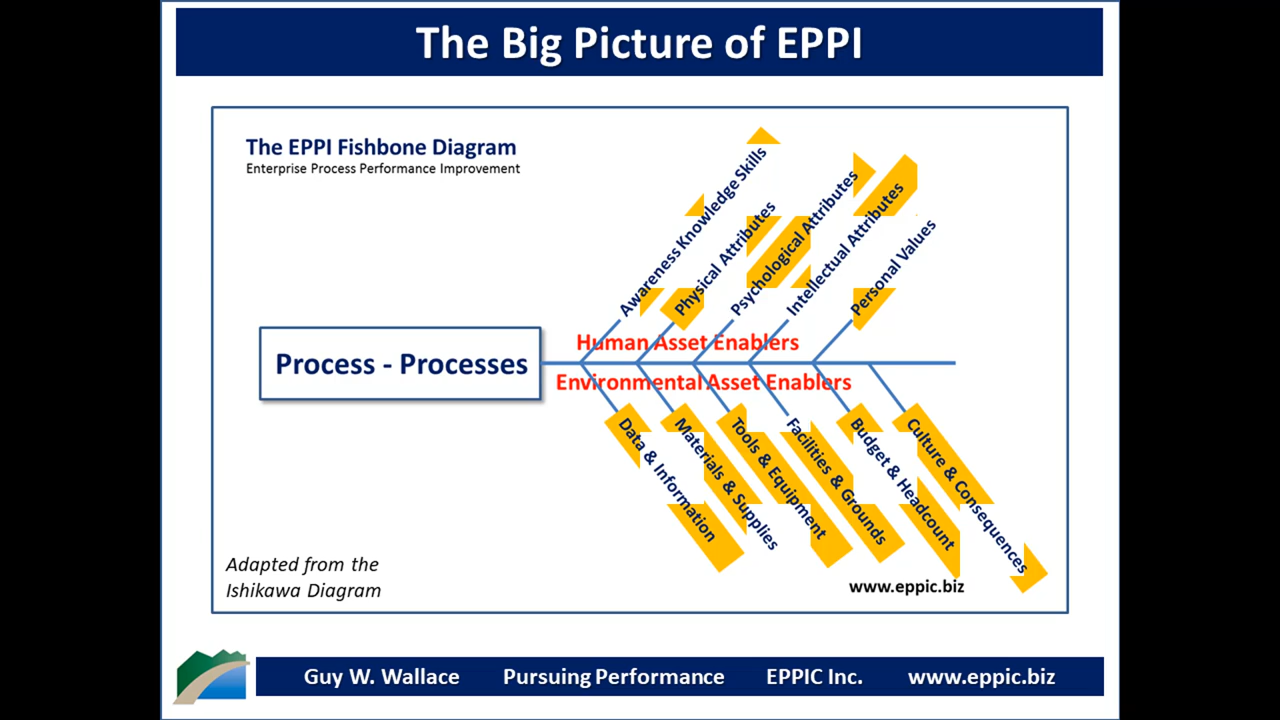 The Big Picture of EPPI
The EPPI Fishbone Diagram
Enterprise Process Performance Improvement
Awareness Knowledge Skills
Physical Attributes
Psychological Attributes
Intellectual Attributes
Personal Values
Human Asset Enablers
Process - Processes
Environmental Asset Enablers
Data & Information
Materials & Supplies
Tools & Equipment
Facilities & Grounds
Budget & Headcount
Culture & Consequences
Adapted from the
Ishikawa Diagram
www.eppic.biz
Guy W. Wallace Pursuing Performance EPPIC Inc. www.eppic.biz